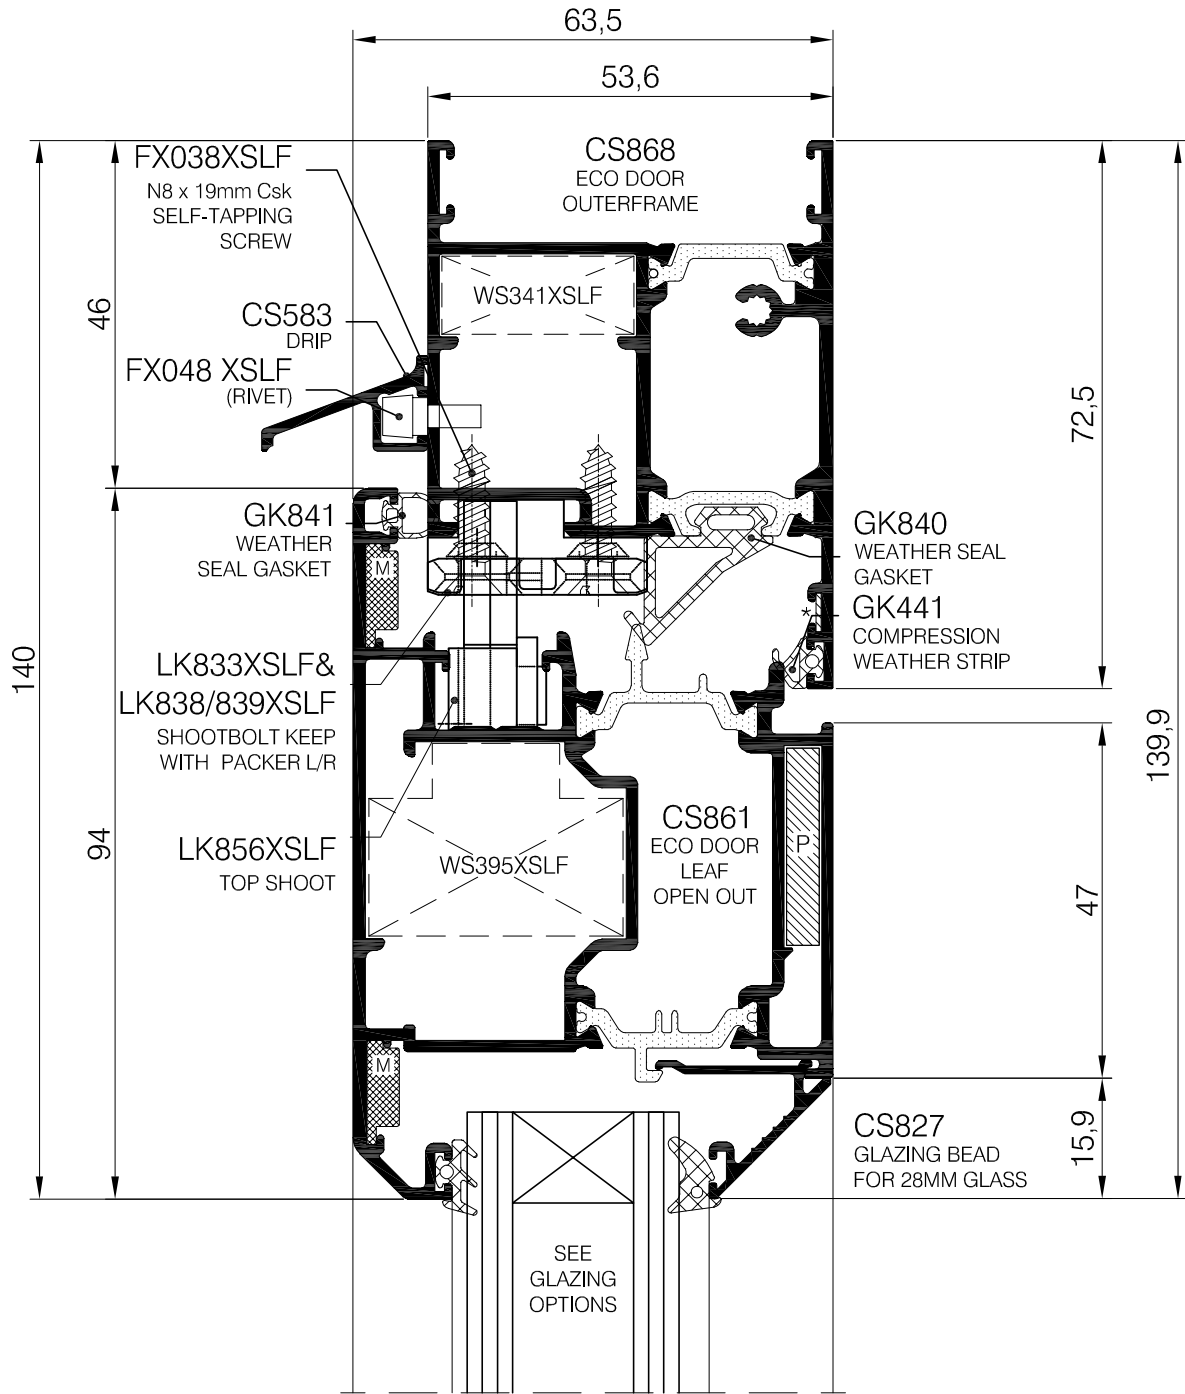 63,5
53,6
FX038XSLF
N8 x 19mm Csk
SELF-TAPPING
SCREW
CS868
ECO DOOR
OUTERFRAME
WS341XSLF
46
CS583
DRIP
FX048 XSLF
(RIVET)
72,5
GK841
WEATHER
SEAL GASKET
M
GK840
WEATHER SEAL
GASKET
* GK441
COMPRESSION
WEATHER STRIP
140
LK833XSLF&
LK838/839XSLF
SHOOTBOLT KEEP
WITH PACKER L/R
139,9
94
LK856XSLF
TOP SHOOT
WS395XSLF
CS861
ECO DOOR
LEAF
OPEN OUT
P
47
M
CS827
GLAZING BEAD
FOR 28MM GLASS
15,9
SEE
GLAZING
OPTIONS